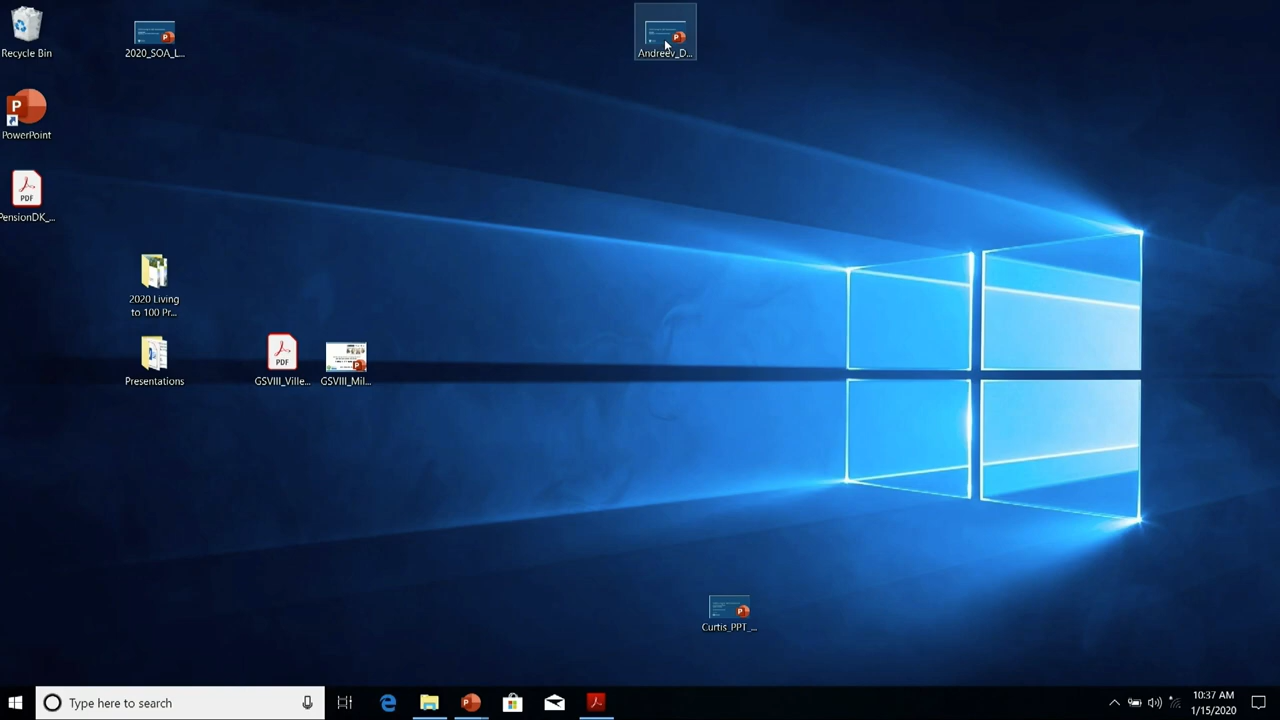 Recycle Bin
2020_SOA_L...
Andreev_D...
P
PowerPoint
PDF
PensionDK_...
2020 Living
to 100 Pr...
Presentations
PDF
GSVIII_Ville...
GSVIII_Mil...
Curtis_PPT_...
Type here to search
10:37 AM
1/15/2020